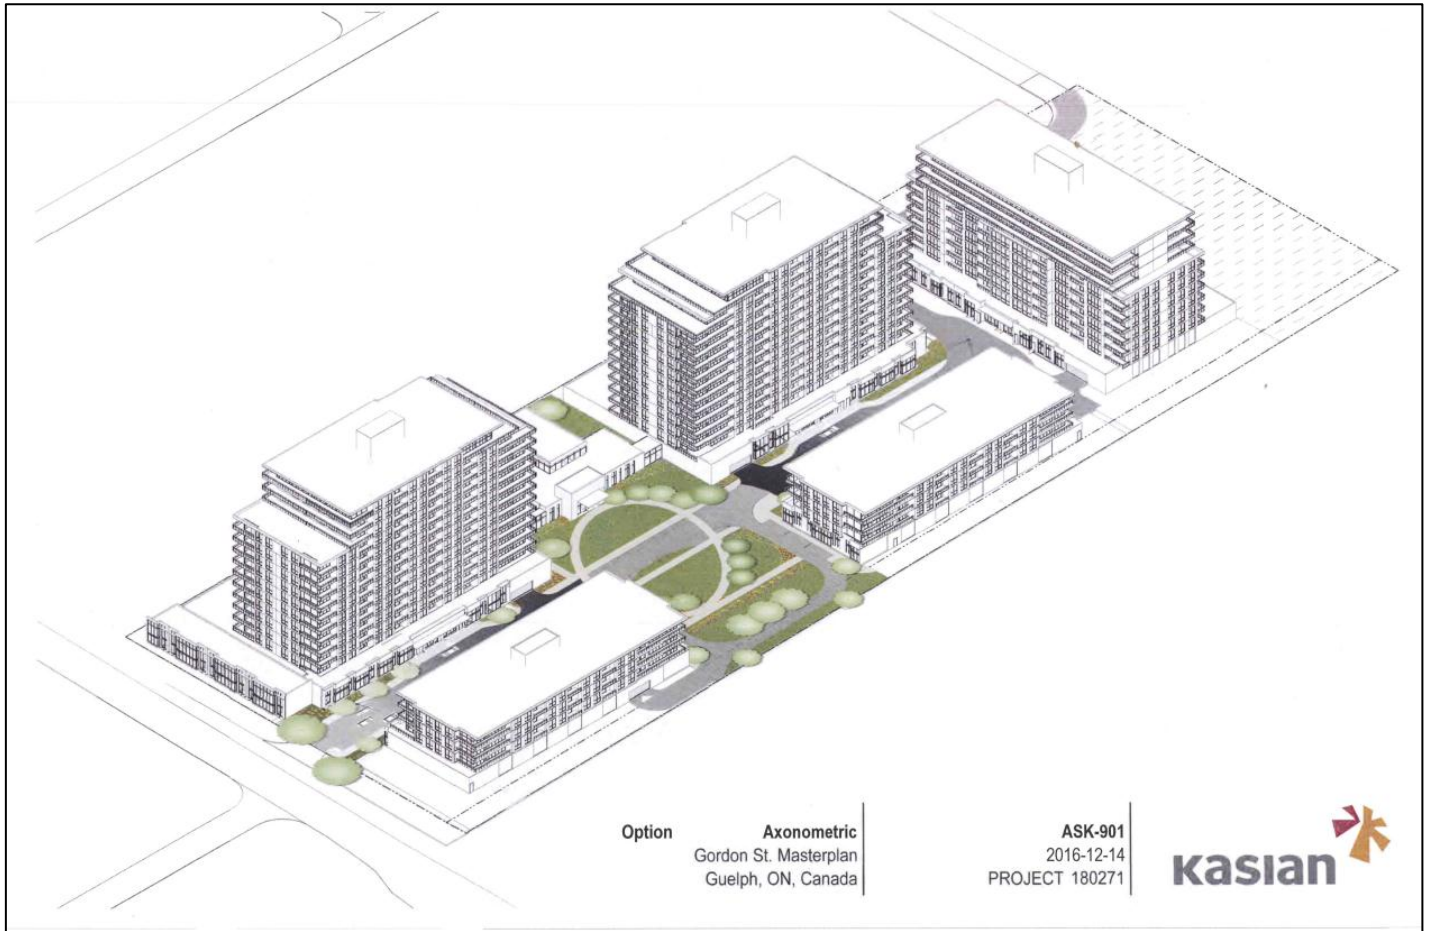 Option
Axonometric
Gordon St. Masterplan
Guelph, ON, Canada
ASK-901
2016-12-14
PROJECT 180271
kasian